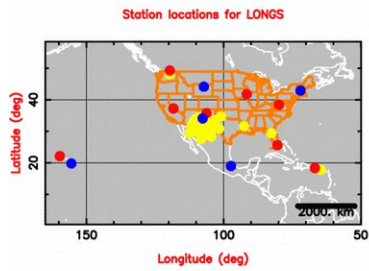 Station locations for LONGS
Latitude (deg)
40
20
2000. km
150
100
50
Longitude (deg)